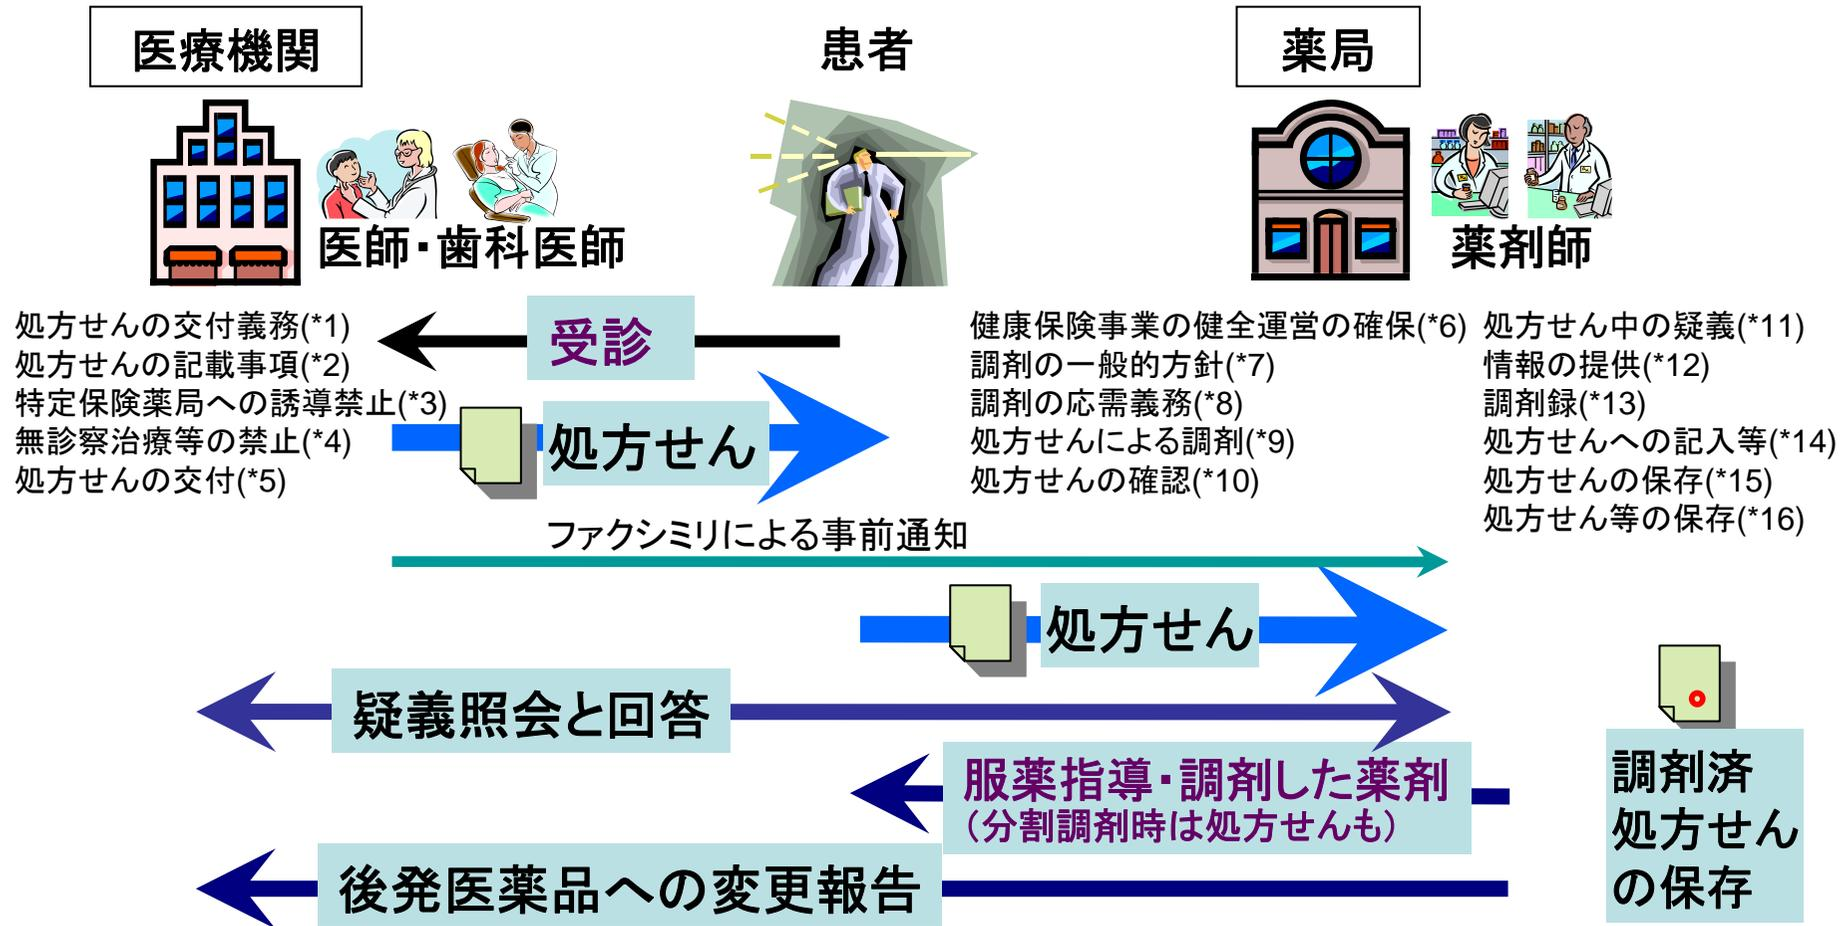 医療機関
患者
薬局
医師・歯科医師
薬剤師
処方せんの交付義務(*1)
処方せんの記載事項(*2)
特定保険薬局への誘導禁止(*3)
無診察治療等の禁止(*4)
処方せんの交付(*5)
受診
処方せん
健康保険事業の健全運営の確保(*6)
調剤の一般的方針(*7)
調剤の応需義務(*8)
処方せんによる調剤(*9)
処方せんの確認(*10)
処方せん中の疑義(*11)
情報の提供(*12)
調剤録(*13)
処方せんへの記入等(*14)
処方せんの保存(*15)
処方せん等の保存(*16)
ファクシミリによる事前通知
処方せん
疑義照会と回答
服薬指導・調剤した薬剤
（分割調剤時は処方せんも）
後発医薬品への変更報告
調剤済
処方せん
の保存